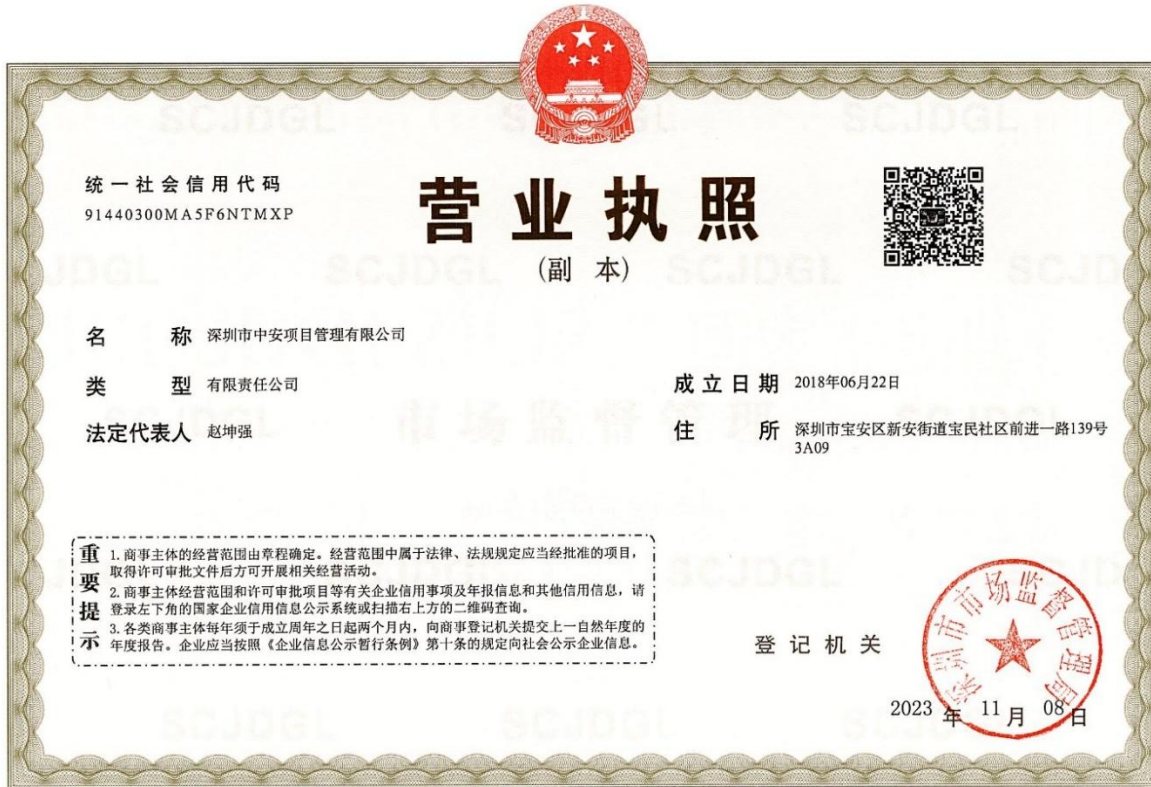 统一社会信用代码
91440300MA5F6NTMXP
营业执照
(副 本)
名 称 深圳市中安项目管理有限公司
类 型 有限责任公司
法定代表人 赵坤强
成立日期 2018年06月22日
住 所 深圳市宝安区新安街道宝民社区前进一路139号
3A09
重要提示
1. 商事主体的经营范围由章程确定。经营范围中属于法律、法规规定应当经批准的项目，
取得许可审批文件后方可开展相关经营活动。
2. 商事主体经营范围和许可审批项目等有关企业信用事项及年报信息和其他信用信息，请
登录左下角的国家企业信用信息公示系统或扫描右上方的二维码查询。
3. 各类商事主体每年须于成立周年之日起两个月内，向商事登记机关提交上一自然年度的
年度报告。企业应当按照《企业信息公示暂行条例》第十条的规定向社会公示企业信息。
登记机关
深圳市市场监督管理局
2023 年 11 月 08 日
SCJDGL
市场监督管理